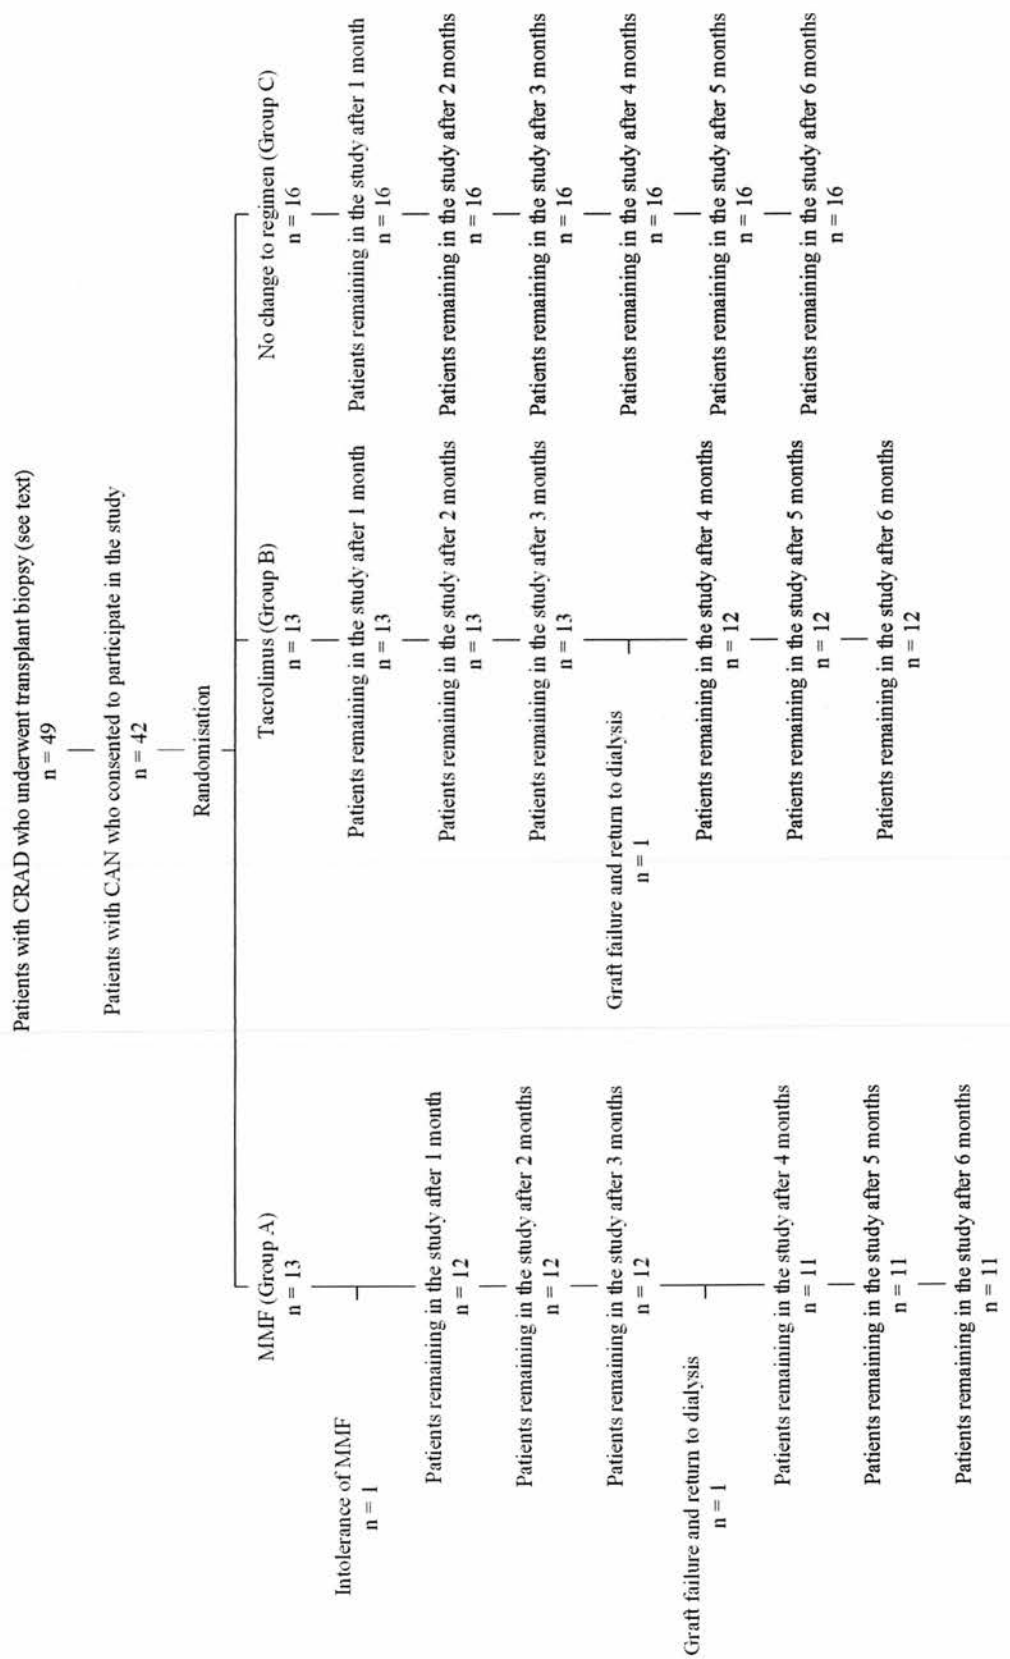 Patients with CRAD who underwent transplant biopsy (see text)
n = 49
Patients with CAN who consented to participate in the study
n = 42
Randomisation
MMF (Group A)
n = 13
Intolerance of MMF
n = 1
Patients remaining in the study after 1 month
n = 12
Patients remaining in the study after 2 months
n = 12
Patients remaining in the study after 3 months
n = 12
Graft failure and return to dialysis
n = 1
Patients remaining in the study after 4 months
n = 11
Patients remaining in the study after 5 months
n = 11
Patients remaining in the study after 6 months
n = 11
Tacrolimus (Group B)
n = 13
Patients remaining in the study after 1 month
n = 13
Patients remaining in the study after 2 months
n = 13
Patients remaining in the study after 3 months
n = 13
Graft failure and return to dialysis
n = 1
Patients remaining in the study after 4 months
n = 12
Patients remaining in the study after 5 months
n = 12
Patients remaining in the study after 6 months
n = 12
No change to regimen (Group C)
n = 16
Patients remaining in the study after 1 month
n = 16
Patients remaining in the study after 2 months
n = 16
Patients remaining in the study after 3 months
n = 16
Patients remaining in the study after 4 months
n = 16
Patients remaining in the study after 5 months
n = 16
Patients remaining in the study after 6 months
n = 16